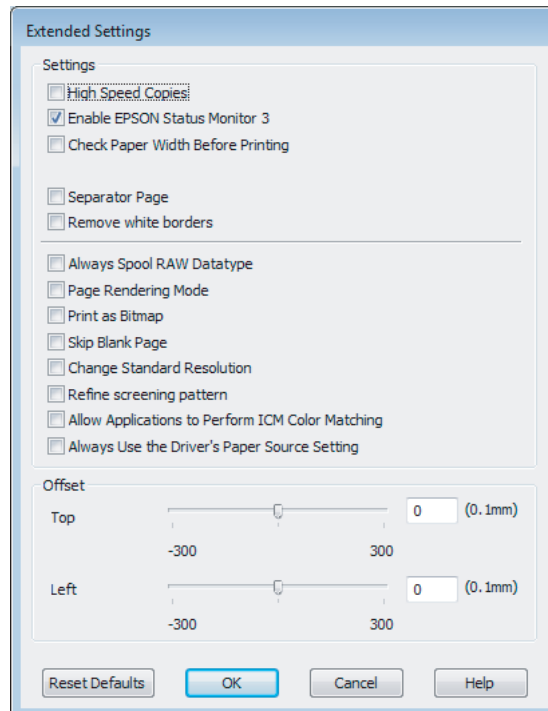 Extended Settings
Settings
High Speed Copies
Enable EPSON Status Monitor 3
Check Paper Width Before Printing
Separator Page
Remove white borders
Always Spool RAW Datatype
Page Rendering Mode
Print as Bitmap
Skip Blank Page
Change Standard Resolution
Refine screening pattern
Allow Applications to Perform ICM Color Matching
Always Use the Driver's Paper Source Setting
Offset
Top 0 (0.1mm)
-300 300
Left 0 (0.1mm)
-300 300
Reset Defaults OK Cancel Help